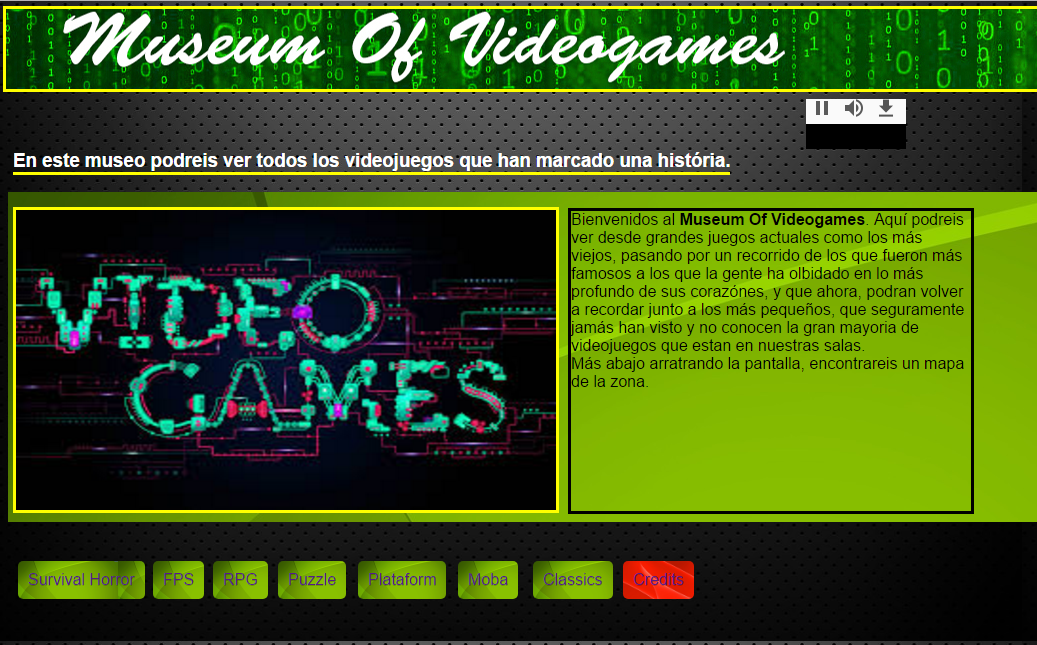 Museum Of Videogames
En este museo podreis ver todos los videojuegos que han marcado una história.
VIDEO
GAMES
Bienvenidos al Museum Of Videogames. Aquí podreis
ver desde grandes juegos actuales como los más
viejos, pasando por un recorrido de los que fueron más
famosos a los que la gente ha olbidado en lo más
profundo de sus corazónes, y que ahora, podran volver
a recordar junto a los más pequeños, que seguramente
jamás han visto y no conocen la gran mayoria de
videojuegos que estan en nuestras salas.
Más abajo arratrando la pantalla, encontrareis un mapa
de la zona.
Survival Horror FPS RPG Puzzle Plataform Moba Classics Credits